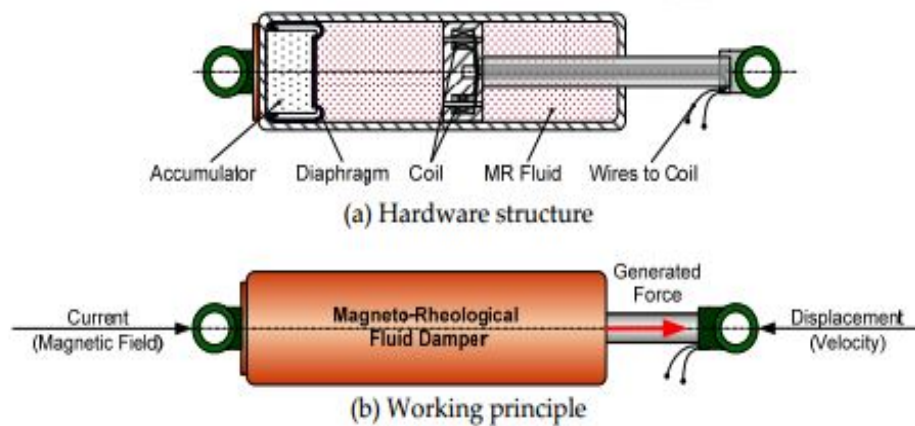 Accumulator Diaphragm Coil MR Fluid Wires to Coil
(a) Hardware structure
Generated
Force
Current
(Magnetic Field)
Magneto-Rheological
Fluid Damper
Displacement
(Velocity)
(b) Working principle